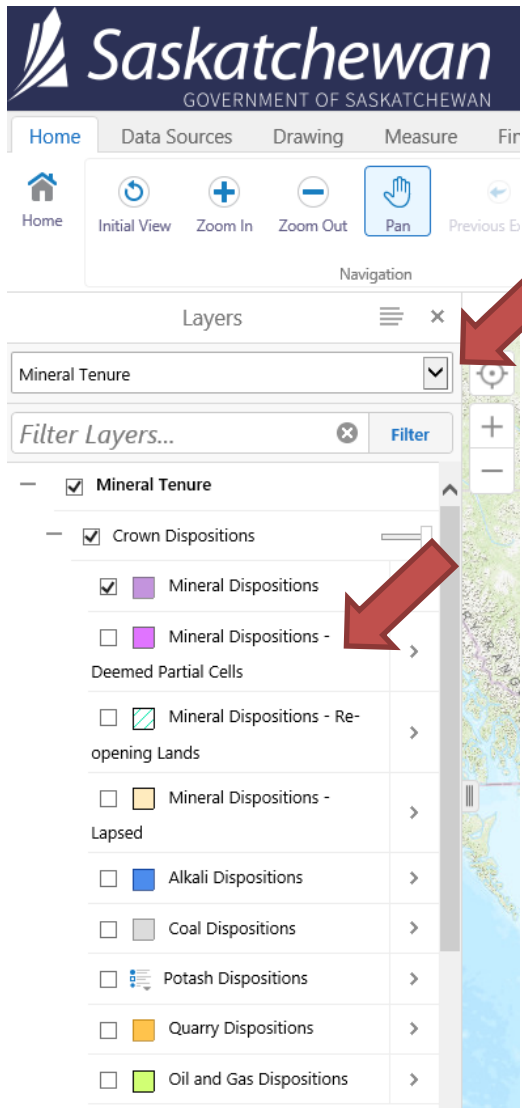 Saskatchewan
GOVERNMENT OF SASKATCHEWAN
Home Data Sources Drawing Measure
Home Initial View Zoom In Zoom Out Pan Previous
Navigation
Layers
Mineral Tenure
Filter Layers... Filter
Mineral Tenure
Crown Dispositions
Mineral Dispositions
Mineral Dispositions -
Deemed Partial Cells
Mineral Dispositions - Re-
opening Lands
Mineral Dispositions -
Lapsed
Alkali Dispositions
Coal Dispositions
Potash Dispositions
Quarry Dispositions
Oil and Gas Dispositions